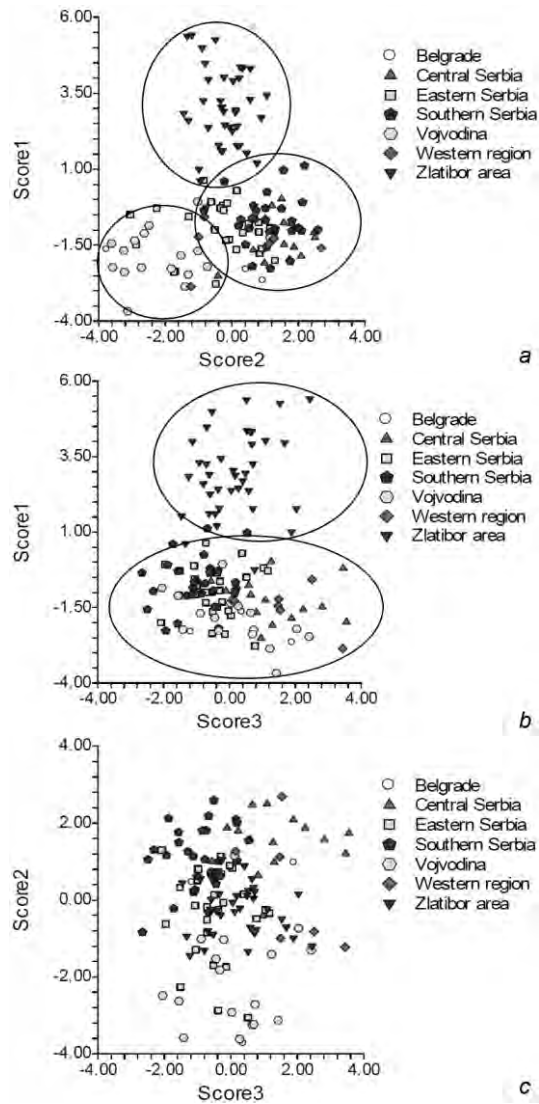 6.00
3.50
1.00
-1.50
-4.00
Score1
-4.00 -2.00 0.00 2.00 4.00
Score2
Belgrade
Central Serbia
Eastern Serbia
Southern Serbia
Vojvodina
Western region
Zlatibor area
a
6.00
3.50
1.00
-1.50
-4.00
Score1
-4.00 -2.00 0.00 2.00 4.00
Score3
Belgrade
Central Serbia
Eastern Serbia
Southern Serbia
Vojvodina
Western region
Zlatibor area
b
4.00
2.00
0.00
-2.00
-4.00
Score2
-4.00 -2.00 0.00 2.00 4.00
Score3
Belgrade
Central Serbia
Eastern Serbia
Southern Serbia
Vojvodina
Western region
Zlatibor area
c